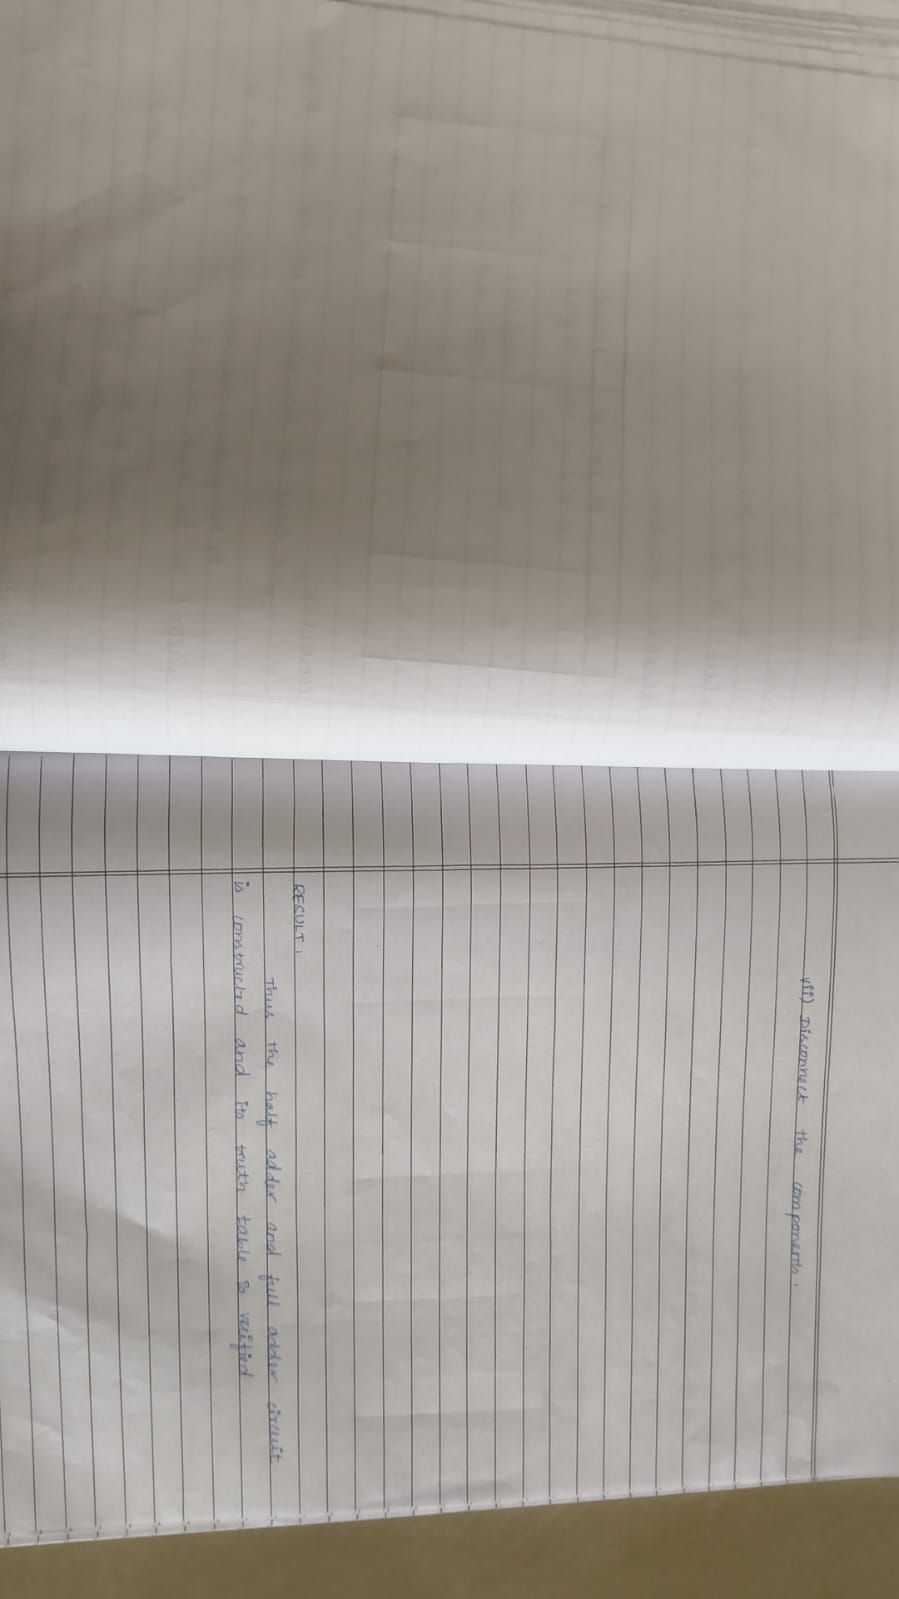 vii) Disconnect the components.
RESULT:
Thus the half adder and full adder circuit
is constructed and its truth table is verified